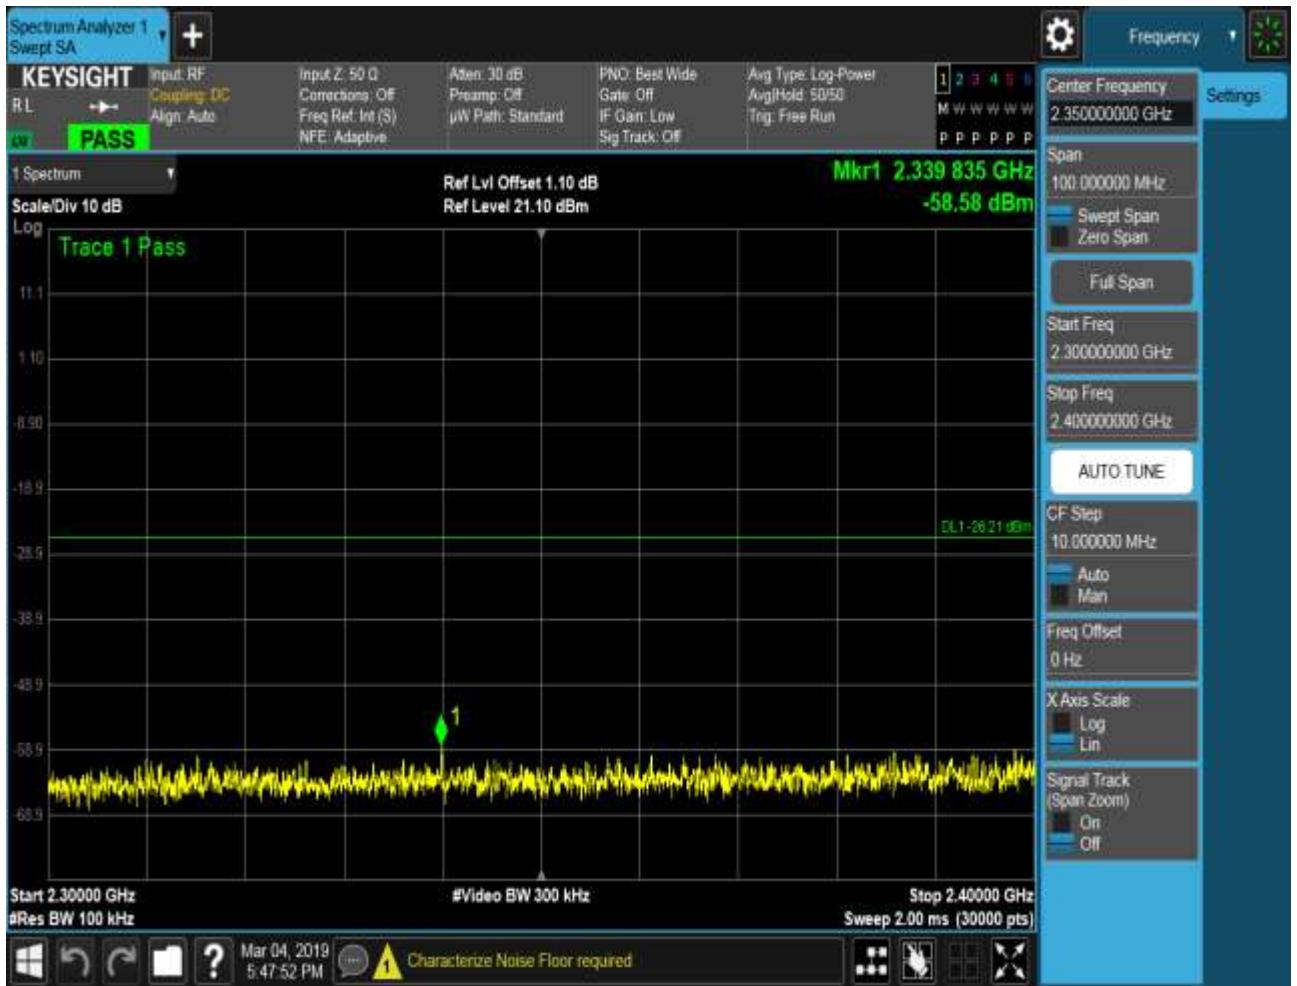 Spectrum Analyzer 1
Swept SA
+
Frequency
KEYSIGHT
R L
PASS
Input: RF
Coupling: DC
Align: Auto
Input Z: 50 Ω
Corrections: Off
Freq Ref: Int (S)
NFE: Adaptive
Atten: 30 dB
Preamp: Off
µW Path: Standard
PNO: Best Wide
Gate: Off
IF Gain: Low
Sig Track: Off
Avg Type: Log-Power
Avg|Hold: 50/50
Trig: Free Run
1 2 3 4 5 6
M W W W W W
P P P P P P
1 Spectrum
Scale/Div 10 dB
Log
Ref Lvl Offset 1.10 dB
Ref Level 21.10 dBm
Mkr1 2.339 835 GHz
-58.58 dBm
Trace 1 Pass
11.1
1.10
-8.90
-18.9
DL1 -26.21 dBm
-28.9
-38.9
-48.9
1
-58.9
-68.9
Start 2.30000 GHz
#Video BW 300 kHz
Stop 2.40000 GHz
#Res BW 100 kHz
Sweep 2.00 ms (30000 pts)
Center Frequency
2.350000000 GHz
Settings
Span
100.000000 MHz
Swept Span
Zero Span
Full Span
Start Freq
2.300000000 GHz
Stop Freq
2.400000000 GHz
AUTO TUNE
CF Step
10.000000 MHz
Auto
Man
Freq Offset
0 Hz
X Axis Scale
Log
Lin
Signal Track
(Span Zoom)
On
Off
?
Mar 04, 2019
5:47:52 PM
1
Characterize Noise Floor required